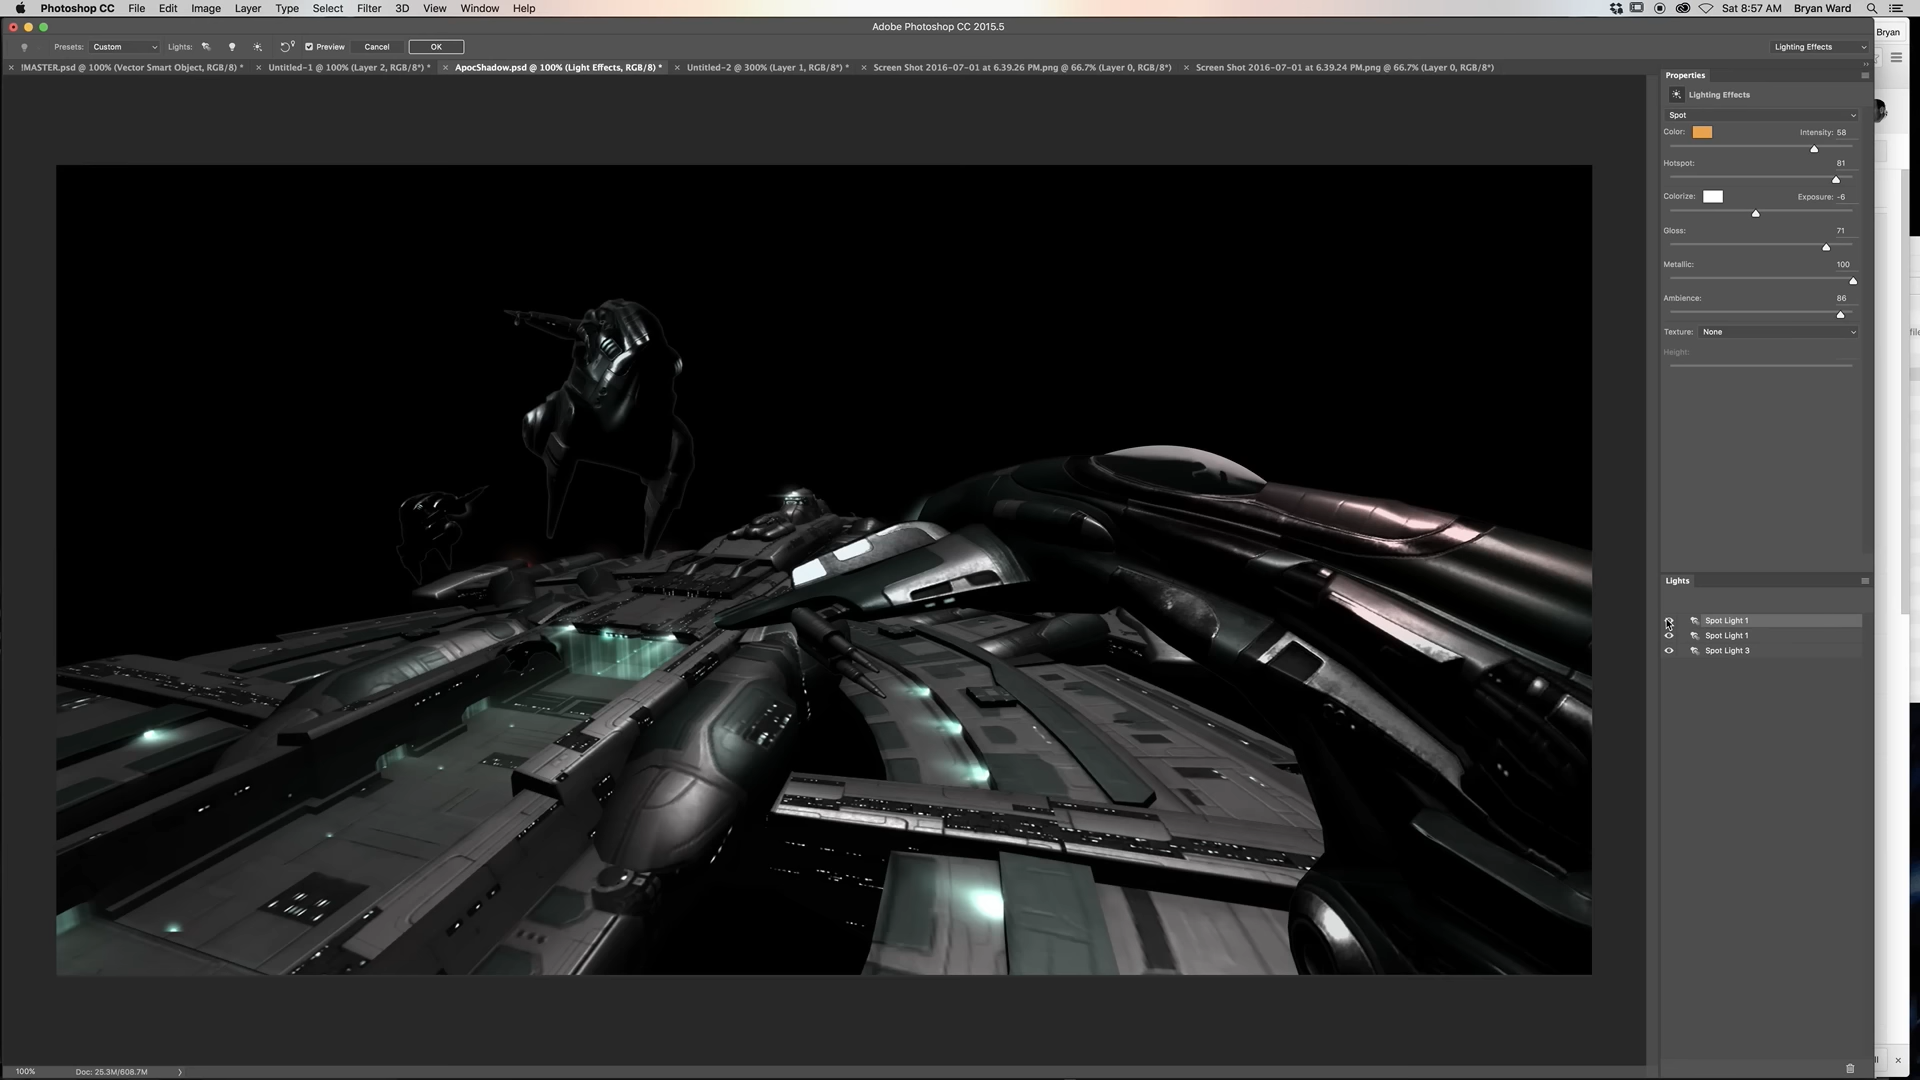 Photoshop CC File Edit Image Layer Type Select Filter 3D View Window Help Sat 8:57 AM Bryan Ward
Adobe Photoshop CC 2015.5
Bryan
Presets: Custom Lights: Preview Cancel OK Lighting Effects
!MASTER.psd @ 100% (Vector Smart Object, RGB/8) * Untitled-1 @ 100% (Layer 2, RGB/8*) * ApocShadow.psd @ 100% (Light Effects, RGB/8) * Untitled-2 @ 300% (Layer 1, RGB/8*) * Screen Shot 2016-07-01 at 6.39.26 PM.png @ 66.7% (Layer 0, RGB/8*) Screen Shot 2016-07-01 at 6.39.24 PM.png @ 66.7% (Layer 0, RGB/8*)
Properties
Lighting Effects
Spot
Color: Intensity: 58
Hotspot: 81
Colorize: Exposure: -6
Gloss: 71
Metallic: 100
Ambience: 86
Texture: None
Height:
Lights
Spot Light 1
Spot Light 1
Spot Light 3
100% Doc: 25.3M/608.7M